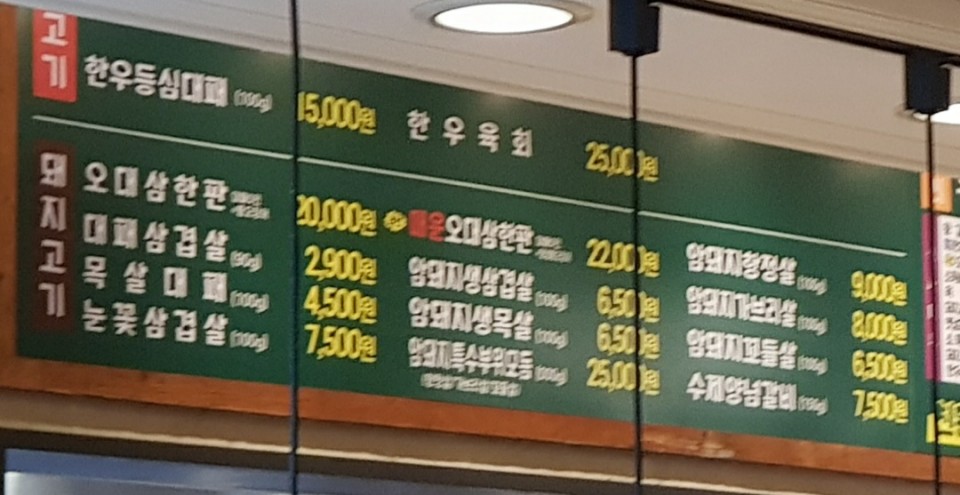 고기
한우등심대패 (100g) 15,000원
한우육회 25,000원
돼지고기
오대삼한판 20,000원
대패삼겹살 (90g) 2,900원
목살대패 (100g) 4,500원
눈꽃삼겹살 (100g) 7,500원
매운오대삼한판 22,000원
암돼지생삼겹살 (100g) 6,500원
암돼지생목살 (100g) 6,500원
암돼지특수부위모듬 25,000원
암돼지항정살 (100g) 9,000원
암돼지가브리살 (100g) 8,000원
암돼지꼬들살 (100g) 6,500원
수제양념갈비 7,500원